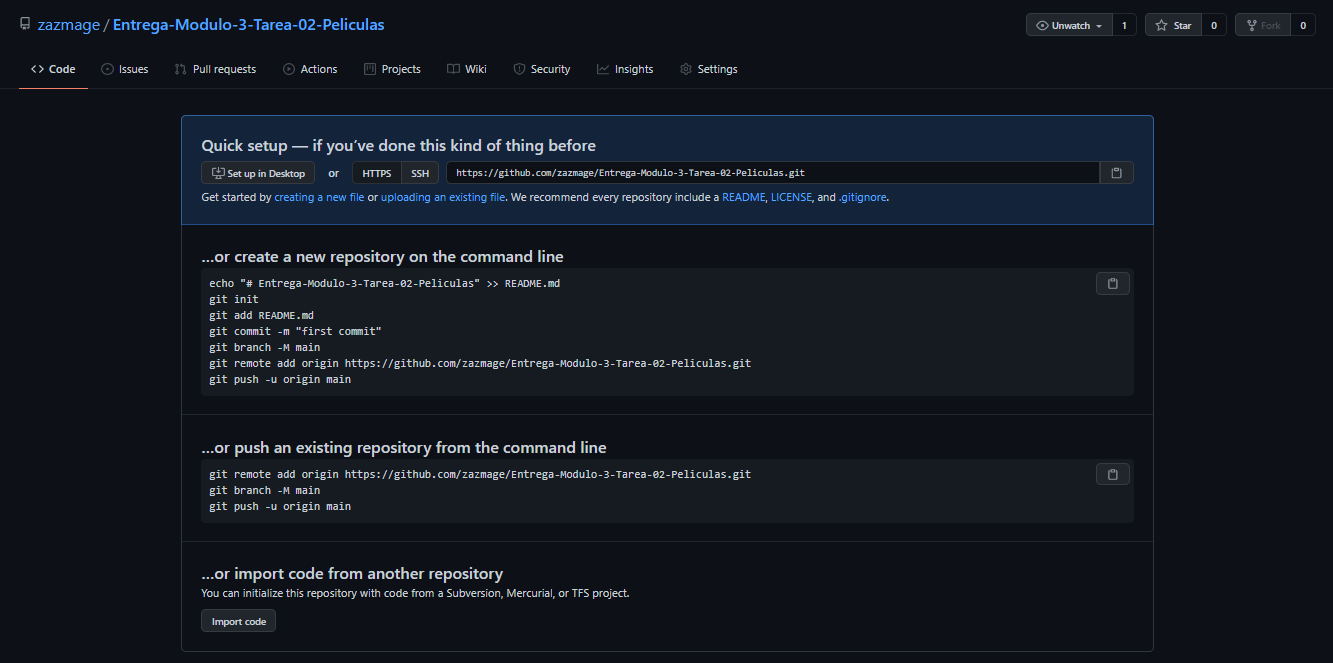 zazmage / Entrega-Modulo-3-Tarea-02-Peliculas
Unwatch 1 Star 0 Fork 0
Code Issues Pull requests Actions Projects Wiki Security Insights Settings
Quick setup — if you’ve done this kind of thing before
Set up in Desktop or HTTPS SSH https://github.com/zazmage/Entrega-Modulo-3-Tarea-02-Peliculas.git
Get started by creating a new file or uploading an existing file. We recommend every repository include a README, LICENSE, and .gitignore.
…or create a new repository on the command line
echo "# Entrega-Modulo-3-Tarea-02-Peliculas" >> README.md
git init
git add README.md
git commit -m "first commit"
git branch -M main
git remote add origin https://github.com/zazmage/Entrega-Modulo-3-Tarea-02-Peliculas.git
git push -u origin main
…or push an existing repository from the command line
git remote add origin https://github.com/zazmage/Entrega-Modulo-3-Tarea-02-Peliculas.git
git branch -M main
git push -u origin main
…or import code from another repository
You can initialize this repository with code from a Subversion, Mercurial, or TFS project.
Import code